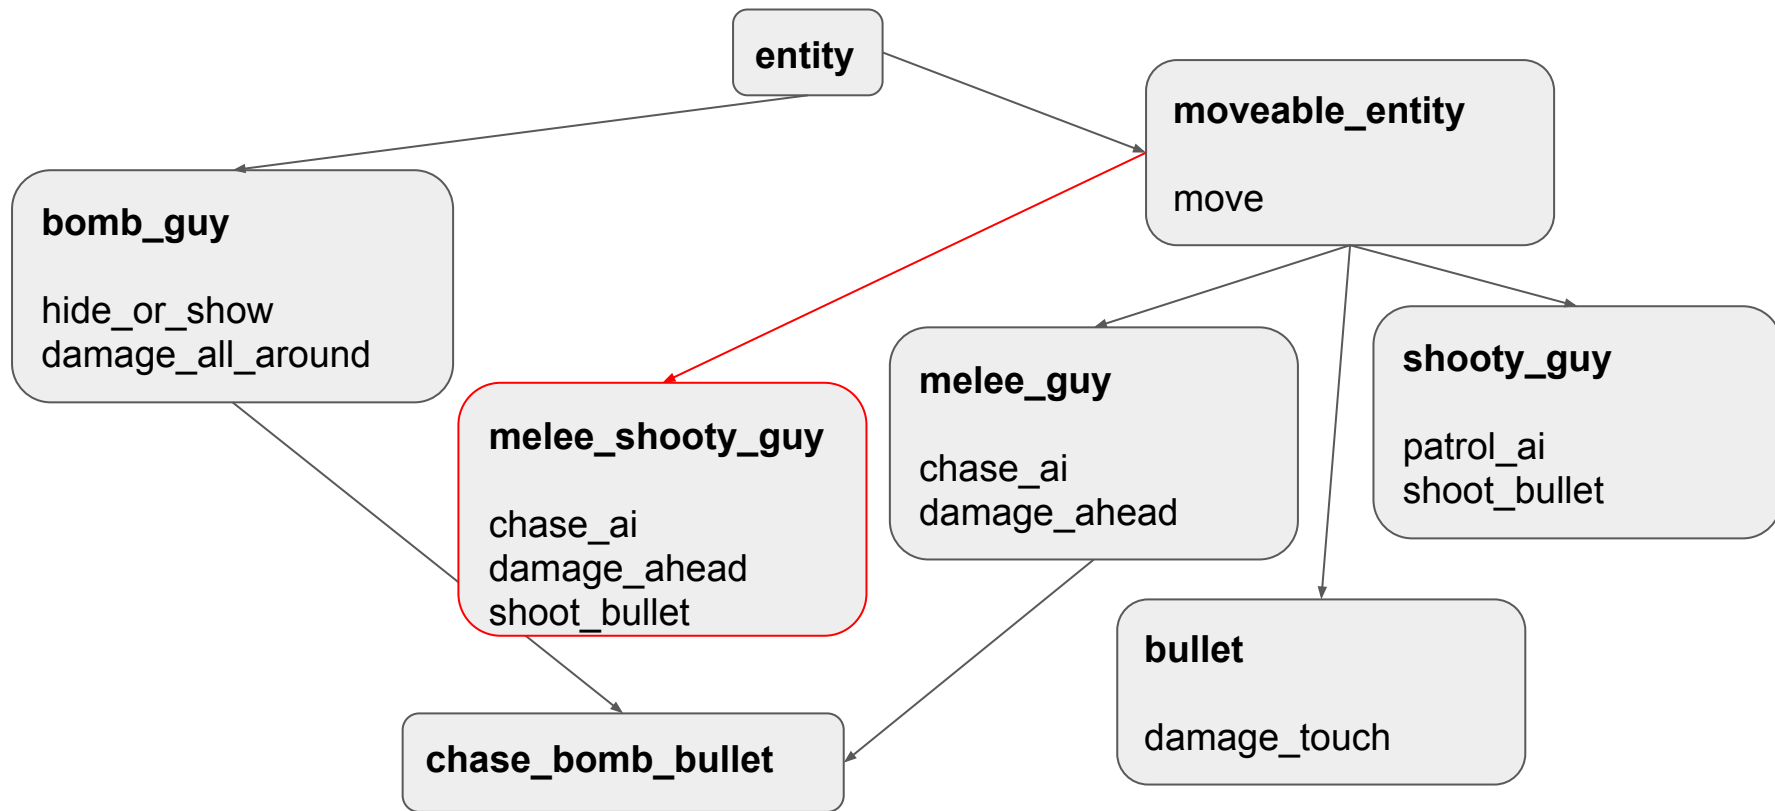 entity
moveable_entity
move
bomb_guy
hide_or_show
damage_all_around
melee_shooty_guy
chase_ai
damage_ahead
shoot_bullet
melee_guy
chase_ai
damage_ahead
shooty_guy
patrol_ai
shoot_bullet
bullet
damage_touch
chase_bomb_bullet